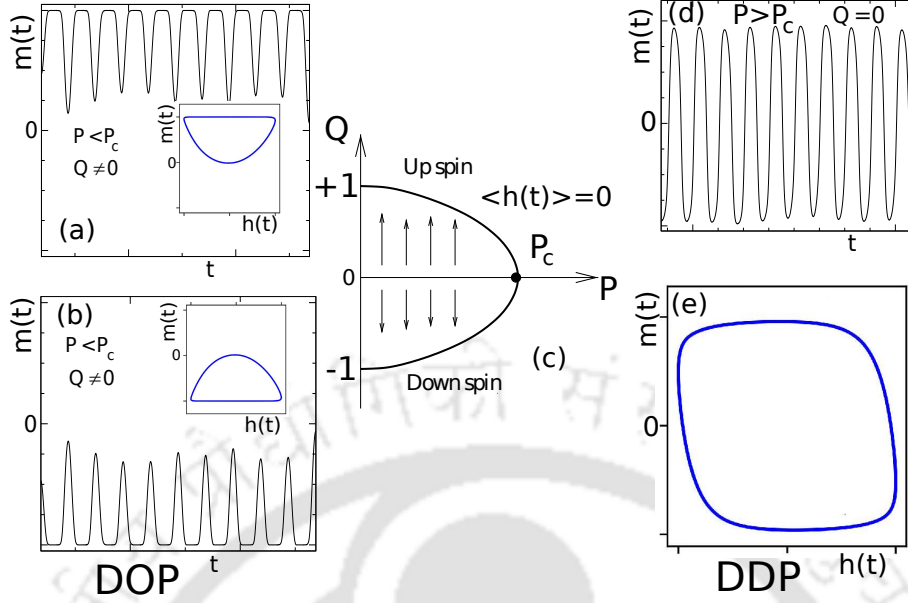 m(t)
0
P<P_c
Q≠0
(a)
t
m(t)
0
h(t)
m(t)
0
(b)
P<P_c
Q≠0
t
m(t)
0
h(t)
DOP
Q
+1
0
-1
Up spin
<h(t)>=0
P_c
P
Down spin
(c)
m(t)
0
(d) P>P_c Q=0
t
m(t)
0
(e)
h(t)
DDP